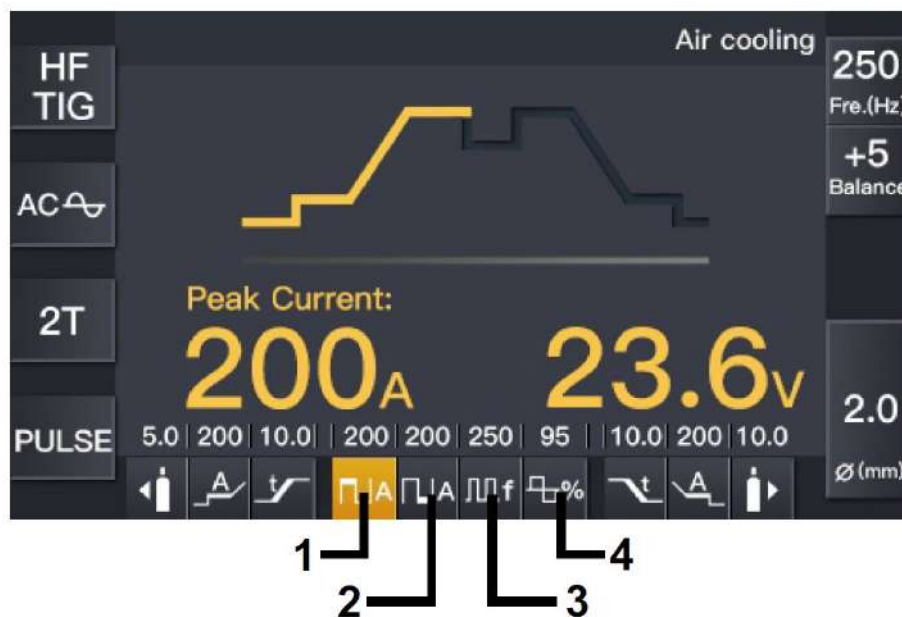 Air cooling
HF
TIG
AC
2T
PULSE
250
Fre.(Hz)
+5
Balance
2.0
Ø (mm)
Peak Current:
200A 23.6V
5.0 200 10.0 200 200 250 95 10.0 200 10.0
A t A A f % t A
1 2 3 4